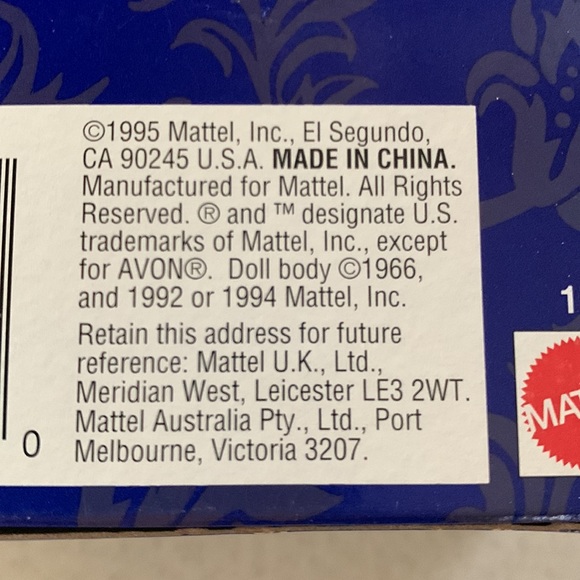 ©1995 Mattel, Inc., El Segundo,
CA 90245 U.S.A. MADE IN CHINA.
Manufactured for Mattel. All Rights
Reserved. ® and ™ designate U.S.
trademarks of Mattel, Inc., except
for AVON®. Doll body ©1966,
and 1992 or 1994 Mattel, Inc.
Retain this address for future
reference: Mattel U.K., Ltd.,
Meridian West, Leicester LE3 2WT.
Mattel Australia Pty., Ltd., Port
Melbourne, Victoria 3207.
0
1